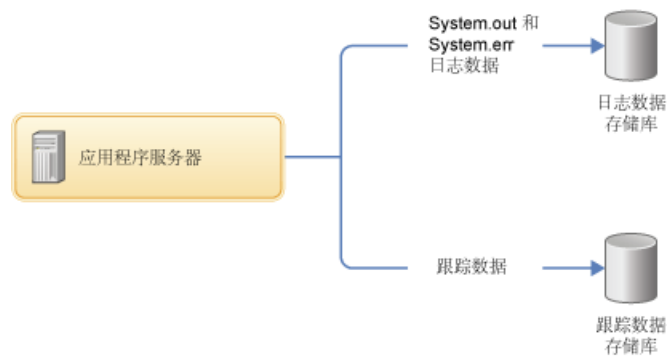 System.out 和
System.err
日志数据
日志数据
存储库
应用程序服务器
跟踪数据
跟踪数据
存储库